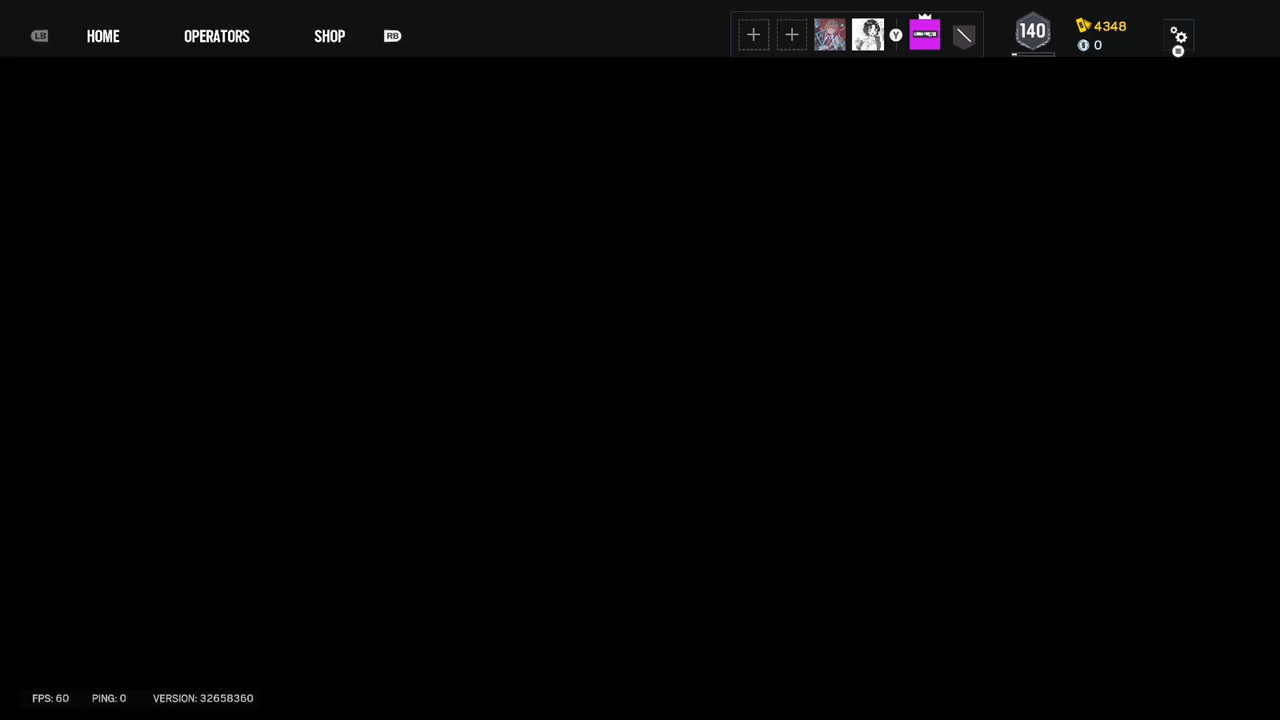 LB HOME OPERATORS SHOP RB
Y
140
4348
0
FPS: 60 PING: 0 VERSION: 32658360